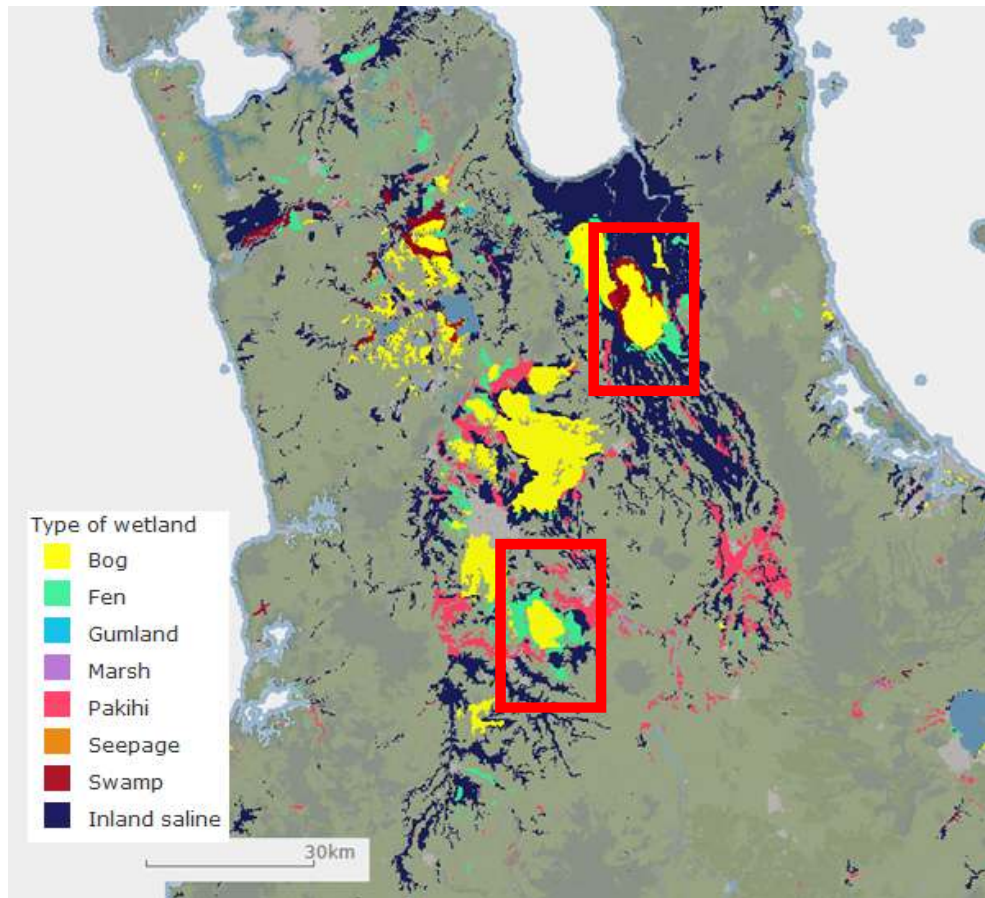 Type of wetland
Bog
Fen
Gumland
Marsh
Pakihi
Seepage
Swamp
Inland saline
30km